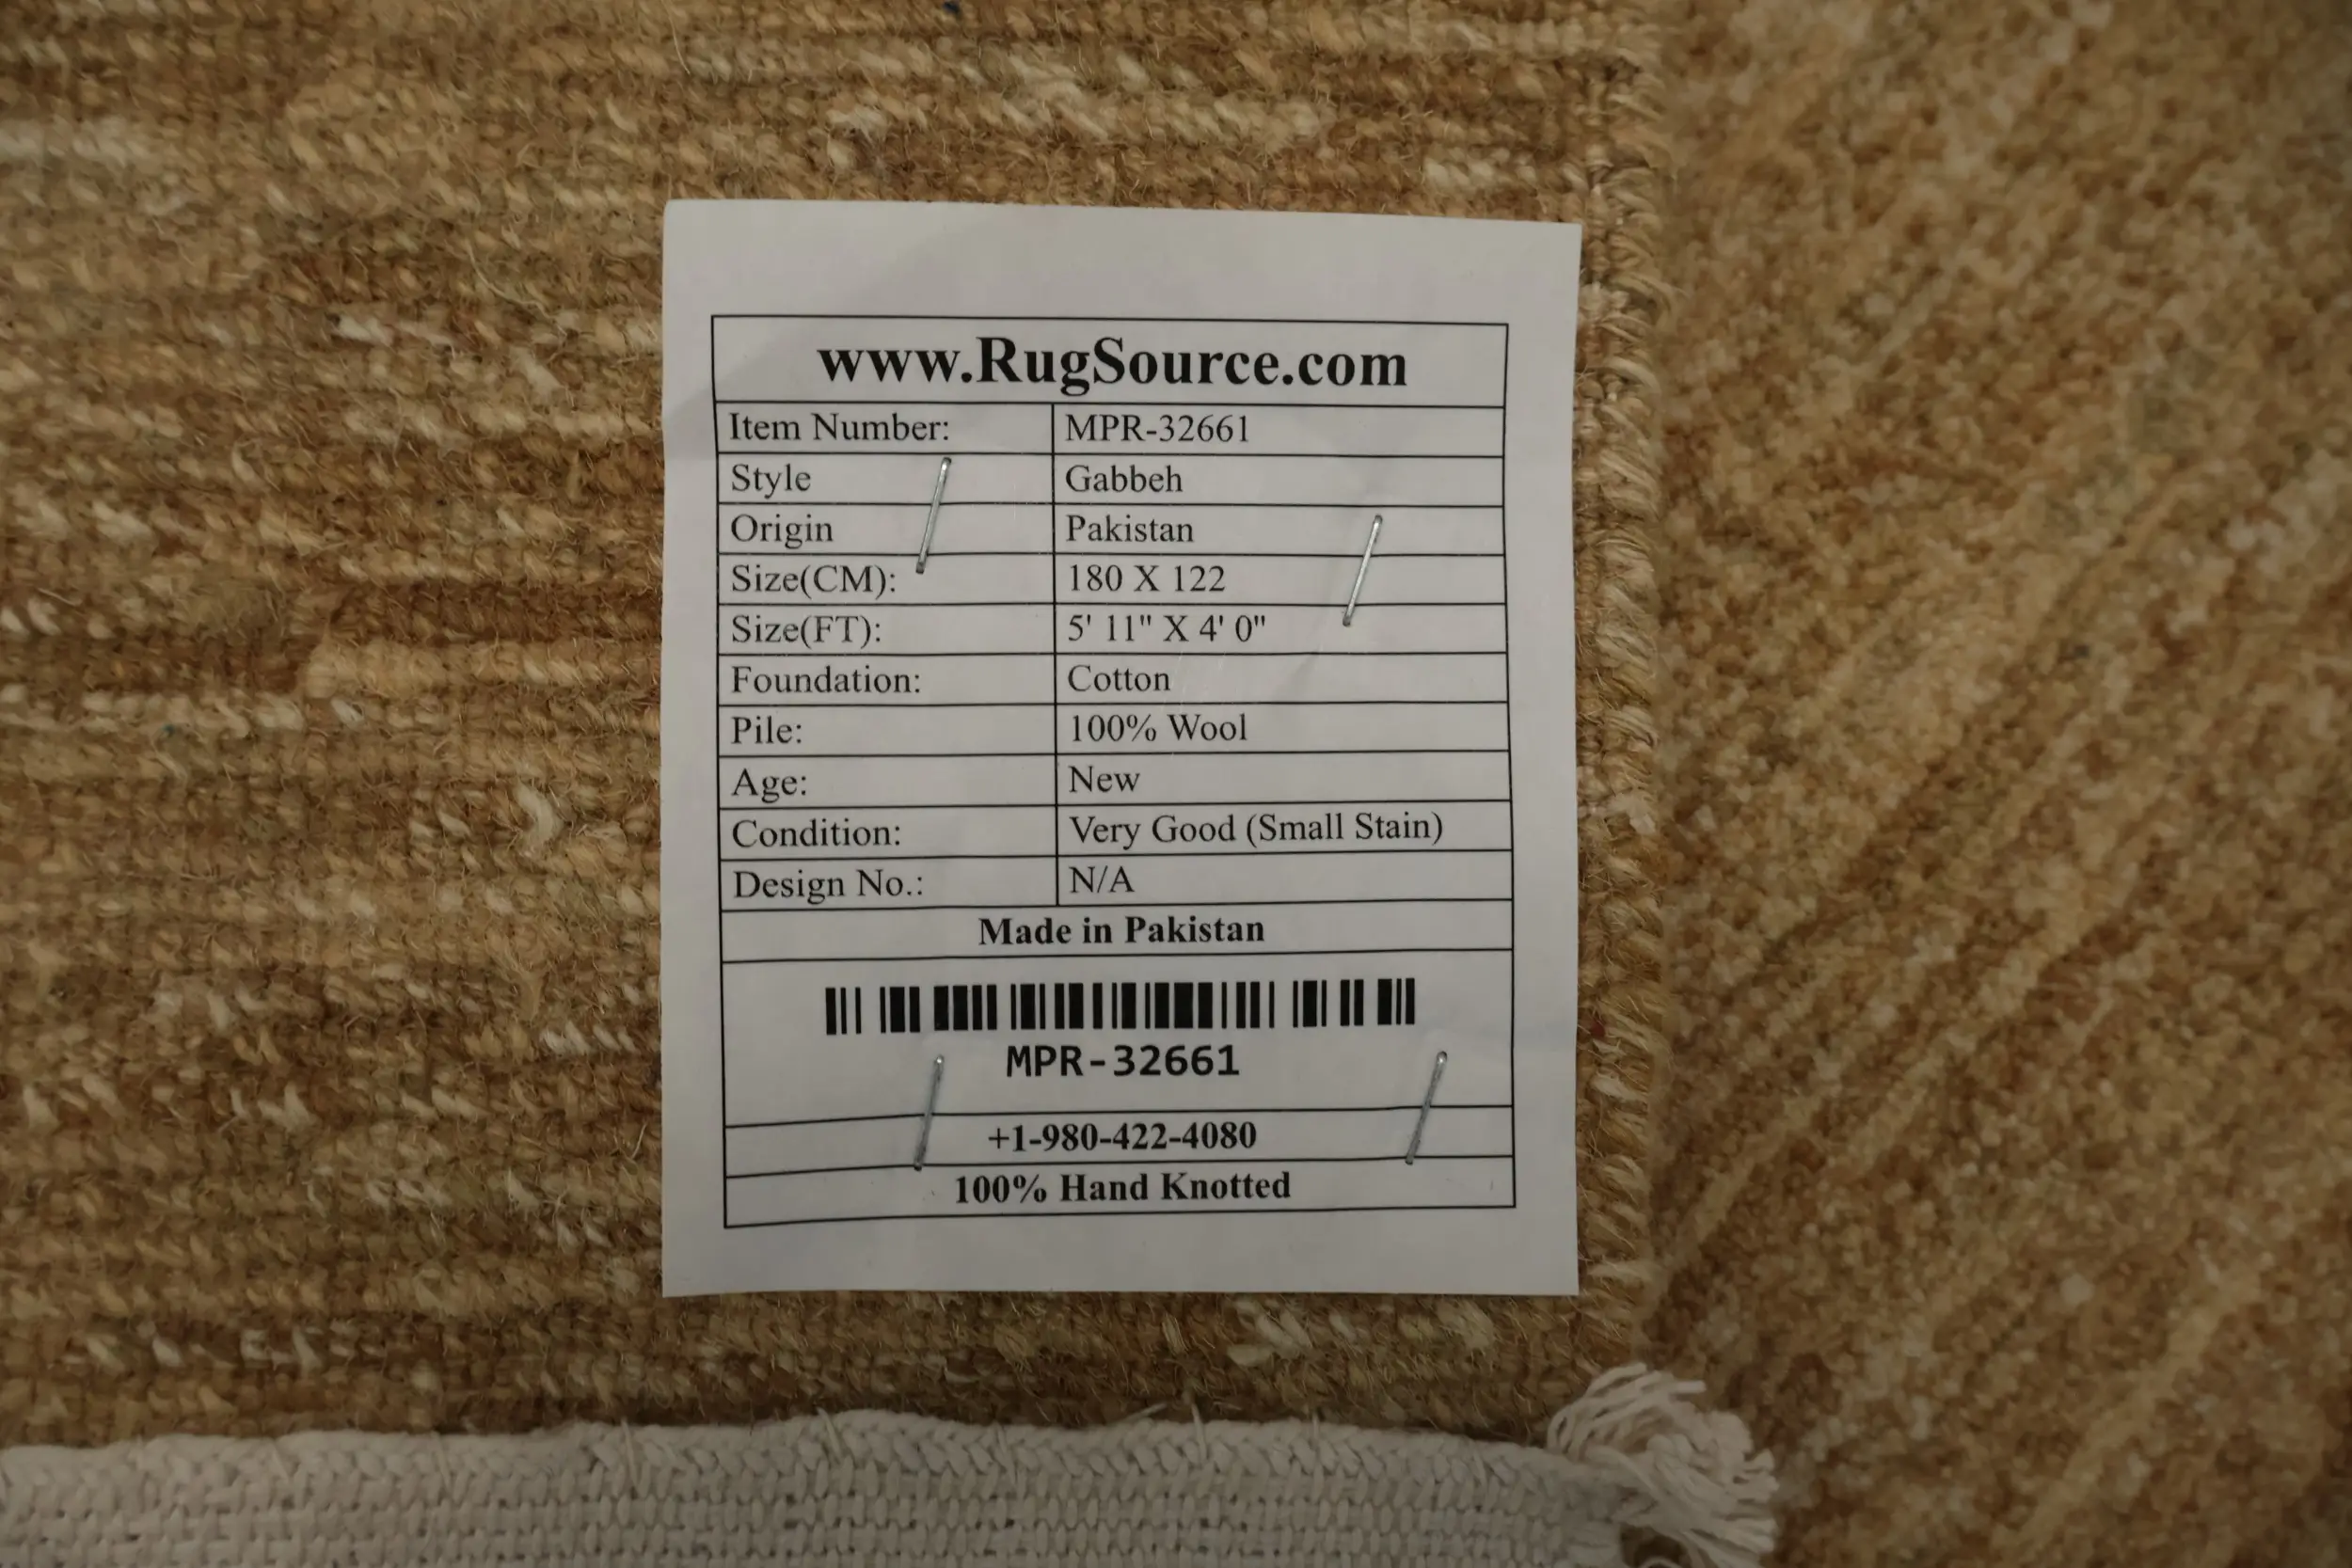 www.RugSource.com
Item Number: MPR-32661
Style Gabbeh
Origin Pakistan
Size(CM): 180 X 122
Size(FT): 5' 11" X 4' 0"
Foundation: Cotton
Pile: 100% Wool
Age: New
Condition: Very Good (Small Stain)
Design No.: N/A
Made in Pakistan
MPR-32661
+1-980-422-4080
100% Hand Knotted